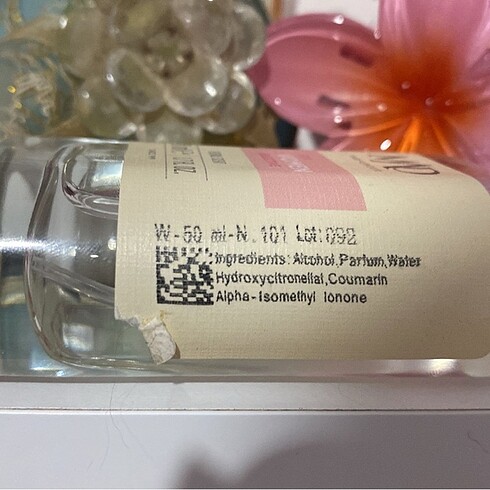 W-50 ml-N.101 Lot:092
Ingredients: Alcohol,Parfum,Water
Hydroxycitronellal,Coumarin
Alpha-Isomethyl Ionone